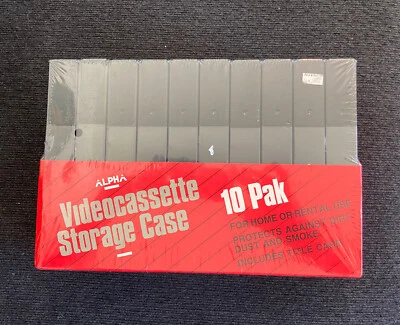 ALPHA
Videocassette
Storage Case
10 Pak
FOR HOME OR RENTAL USE
PROTECTS AGAINST DIRT,
DUST AND SMOKE
INCLUDES TITLE CARD